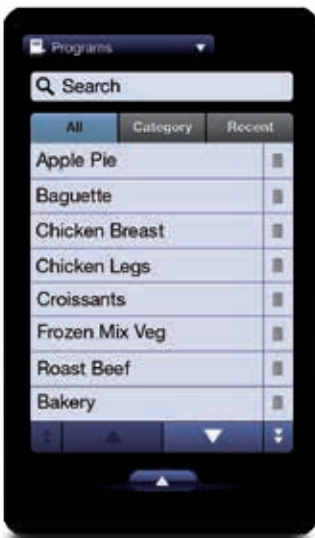 Programs
Search
All Category Recent
Apple Pie
Baguette
Chicken Breast
Chicken Legs
Croissants
Frozen Mix Veg
Roast Beef
Bakery